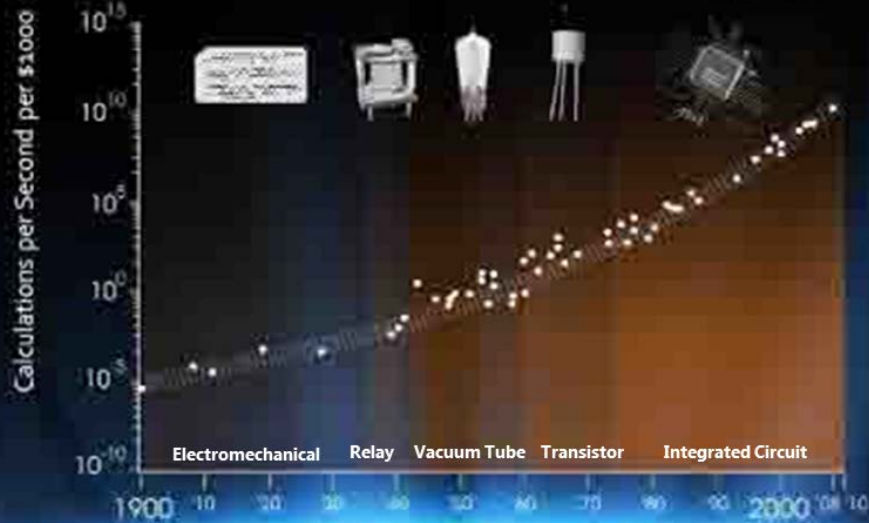 Calculations per Second per $1000
10^15
10^10
10^5
10^0
10^-5
10^-10
Electromechanical Relay Vacuum Tube Transistor Integrated Circuit
1900 '10 '20 '30 '40 '50 '60 '70 '80 '90 2000 '08 '10